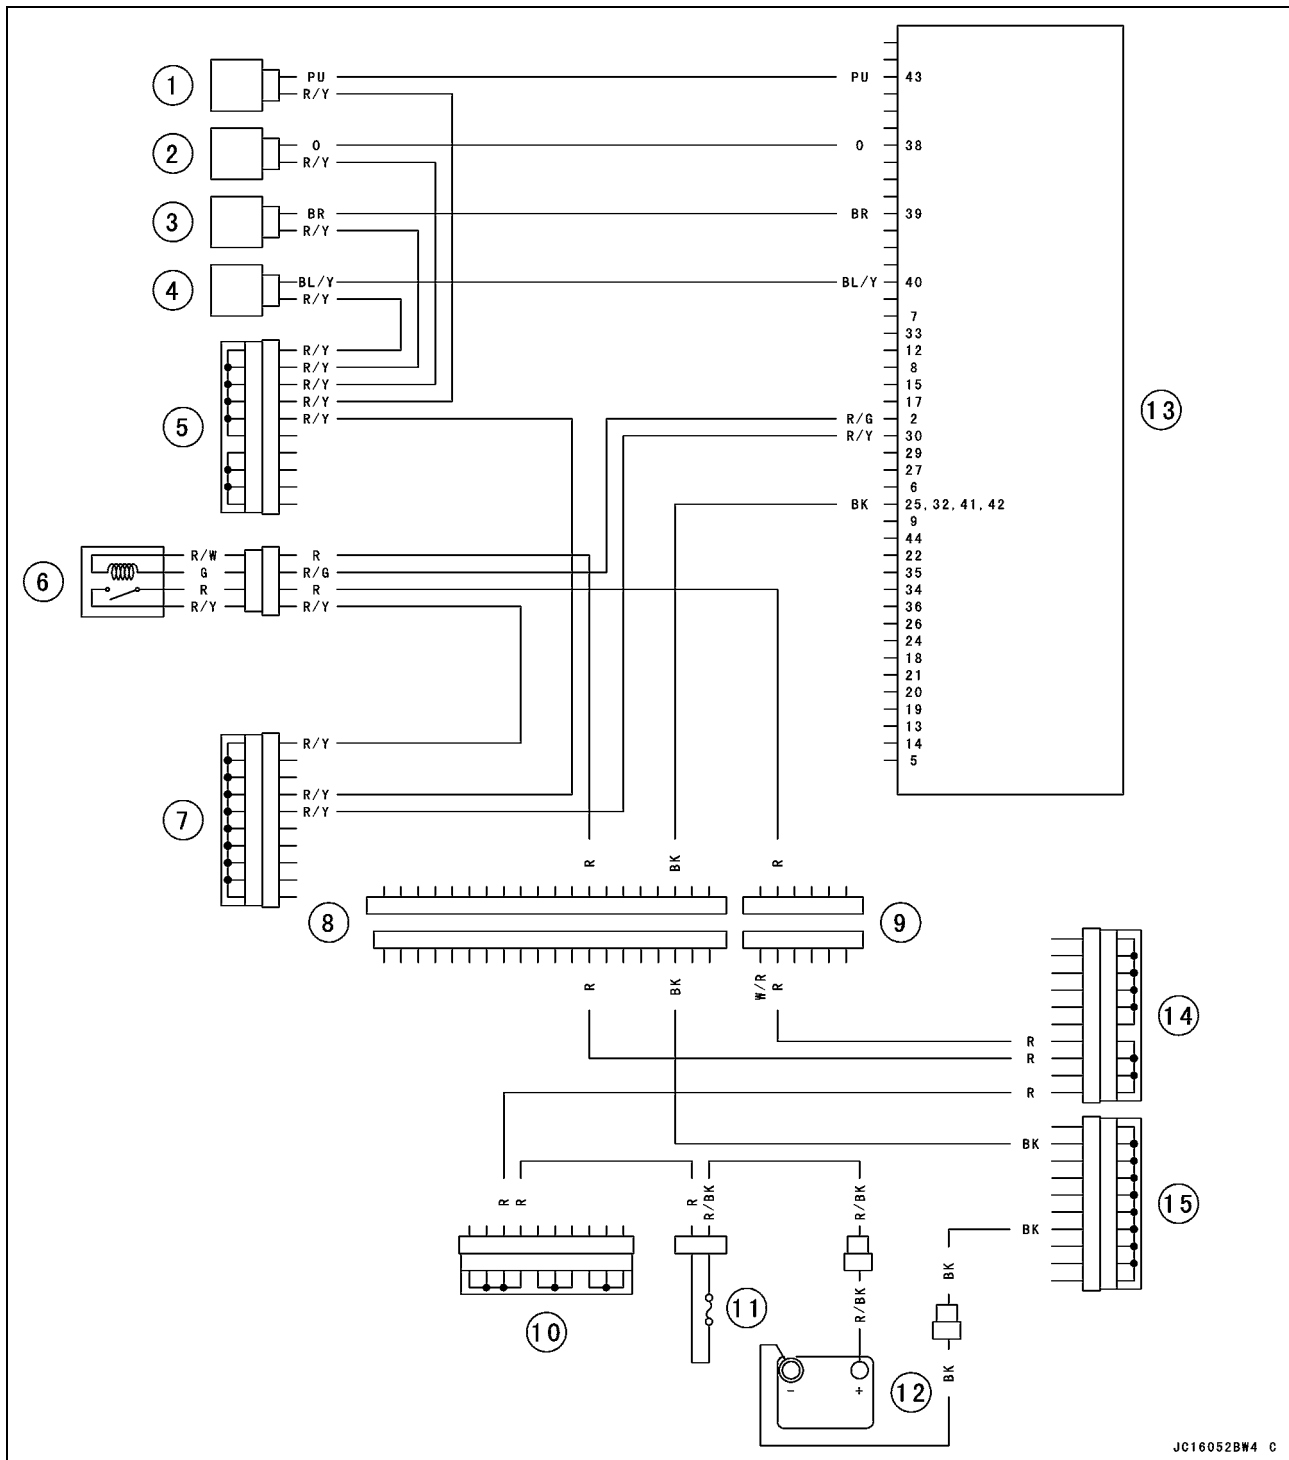 1 PU PU 43
R/Y
2 O O 38
R/Y
3 BR BR 39
R/Y
4 BL/Y BL/Y 40
R/Y
7
33
R/Y 12
R/Y 8
R/Y 15
R/Y 17
5 R/Y R/G 2 13
R/Y 30
29
27
6
BK 25, 32, 41, 42
9
44
R/W R 22
6 G R/G 35
R R 34
R/Y R/Y 36
26
24
18
21
20
19
13
R/Y 14
5
R/Y
7 R/Y
R BK R
8 9
R BK W/R R
14
R
R
R
BK
R R R R/BK R/BK
15
BK
BK
10 11 R/BK
12 BK
- +
JC16052BW4 C